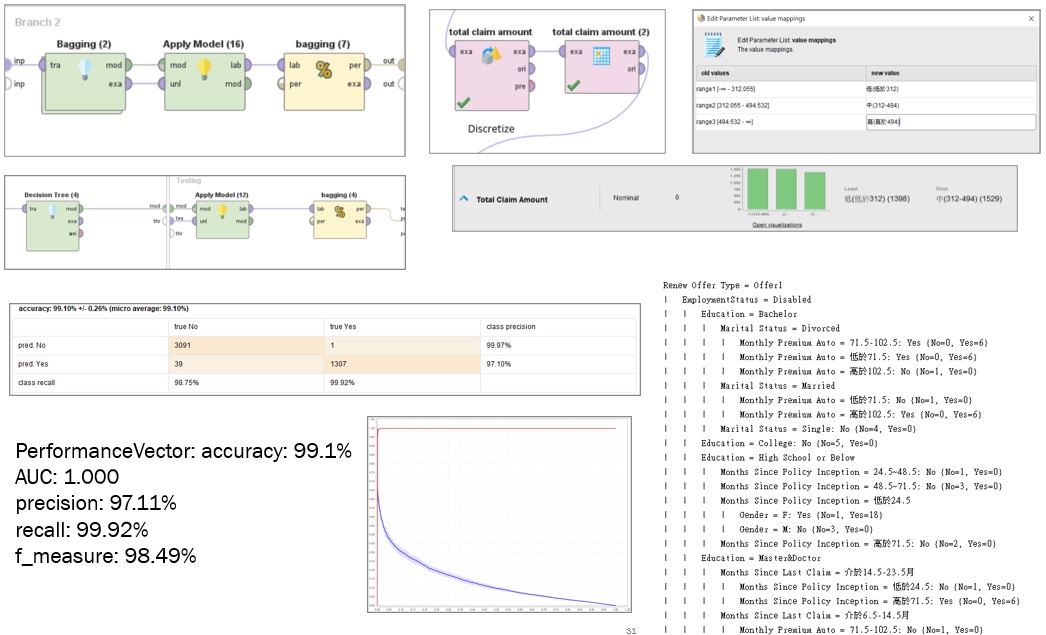 Branch 2
Bagging (2)
Apply Model (16)
bagging (7)
inp
tra
mod
mod
lab
lab
per
out
inp
exa
unl
mod
per
exa
out
total claim amount
total claim amount (2)
exa
exa
exa
exa
ori
ori
pre
Discretize
Edit Parameter List: value mappings
Edit Parameter List: value mappings
The value mappings.
old values
new value
range1 [-∞ - 312.055]
低(低於312)
range2 [312.055 - 494.532]
中(312-494)
range3 [494.532 - ∞]
高(高於494)
Testing
Decision Tree (4)
Apply Model (12)
bagging (4)
tra
mod
mod
mod
mod
lab
lab
per
exa
thr
tes
unl
mod
per
exa
thr
Total Claim Amount
Nominal
0
Least
低(低於312) (1398)
Most
中(312-494) (1529)
Open visualizations
accuracy: 99.10% +/- 0.26% (micro average: 99.10%)
true No
true Yes
class precision
pred. No
3091
1
99.97%
pred. Yes
39
1307
97.10%
class recall
98.75%
99.92%
PerformanceVector: accuracy: 99.1%
AUC: 1.000
precision: 97.11%
recall: 99.92%
f_measure: 98.49%
Renew Offer Type = Offer1
| EmploymentStatus = Disabled
| | Education = Bachelor
| | | Marital Status = Divorced
| | | | Monthly Premium Auto = 71.5-102.5: Yes {No=0, Yes=6}
| | | | Monthly Premium Auto = 低於71.5: Yes {No=0, Yes=6}
| | | | Monthly Premium Auto = 高於102.5: No {No=1, Yes=0}
| | | Marital Status = Married
| | | | Monthly Premium Auto = 低於71.5: No {No=1, Yes=0}
| | | | Monthly Premium Auto = 高於102.5: Yes {No=0, Yes=6}
| | | Marital Status = Single: No {No=4, Yes=0}
| | Education = College: No {No=5, Yes=0}
| | Education = High School or Below
| | | Months Since Policy Inception = 24.5~48.5: No {No=1, Yes=0}
| | | Months Since Policy Inception = 48.5~71.5: No {No=3, Yes=0}
| | | Months Since Policy Inception = 低於24.5
| | | | Gender = F: Yes {No=1, Yes=18}
| | | | Gender = M: No {No=3, Yes=0}
| | | Months Since Policy Inception = 高於71.5: No {No=2, Yes=0}
| | Education = Master&Doctor
| | | Months Since Last Claim = 介於14.5-23.5月
| | | | Months Since Policy Inception = 低於24.5: No {No=1, Yes=0}
| | | | Months Since Policy Inception = 高於71.5: Yes {No=0, Yes=6}
| | | Months Since Last Claim = 介於6.5-14.5月
| | | | Monthly Premium Auto = 71.5-102.5: No {No=1, Yes=0}
31